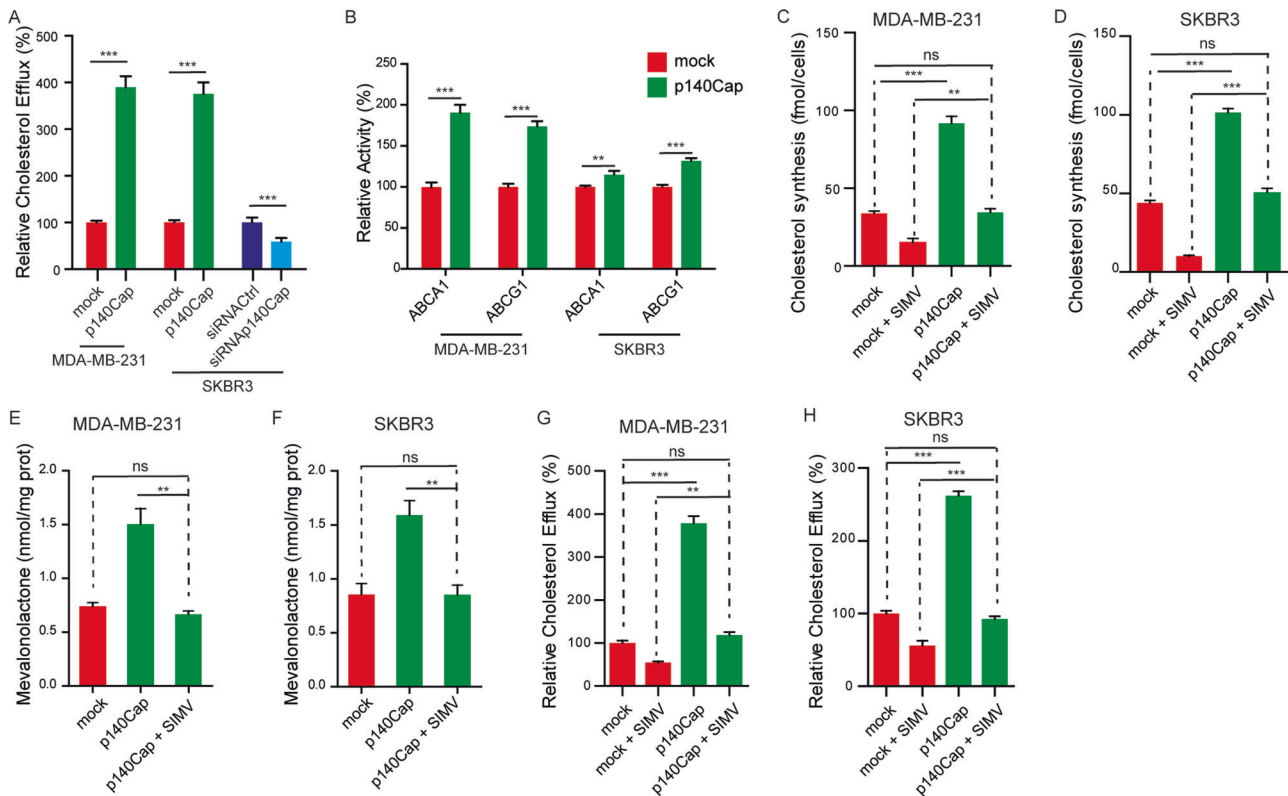 A
Relative Cholesterol Efflux (%)
500
400
300
200
100
0
***
***
***
mock
p140Cap
mock
p140Cap
siRNACtrl
siRNAp140Cap
MDA-MB-231
SKBR3
B
Relative Activity (%)
250
200
150
100
50
0
***
***
**
***
mock
p140Cap
ABCA1
ABCG1
ABCA1
ABCG1
MDA-MB-231
SKBR3
C
MDA-MB-231
Cholesterol synthesis (fmol/cells)
150
100
50
0
ns
***
**
mock
mock + SIMV
p140Cap
p140Cap + SIMV
D
SKBR3
Cholesterol synthesis (fmol/cells)
150
100
50
0
ns
***
***
mock
mock + SIMV
p140Cap
p140Cap + SIMV
E
MDA-MB-231
Mevalonolactone (nmol/mg prot)
2.0
1.5
1.0
0.5
0.0
ns
**
mock
p140Cap
p140Cap + SIMV
F
SKBR3
Mevalonolactone (nmol/mg prot)
2.0
1.5
1.0
0.5
0.0
ns
**
mock
p140Cap
p140Cap + SIMV
G
MDA-MB-231
Relative Cholesterol Efflux (%)
500
400
300
200
100
0
ns
***
**
mock
mock + SIMV
p140Cap
p140Cap + SIMV
H
SKBR3
Relative Cholesterol Efflux (%)
300
200
100
0
ns
***
***
mock
mock + SIMV
p140Cap
p140Cap + SIMV